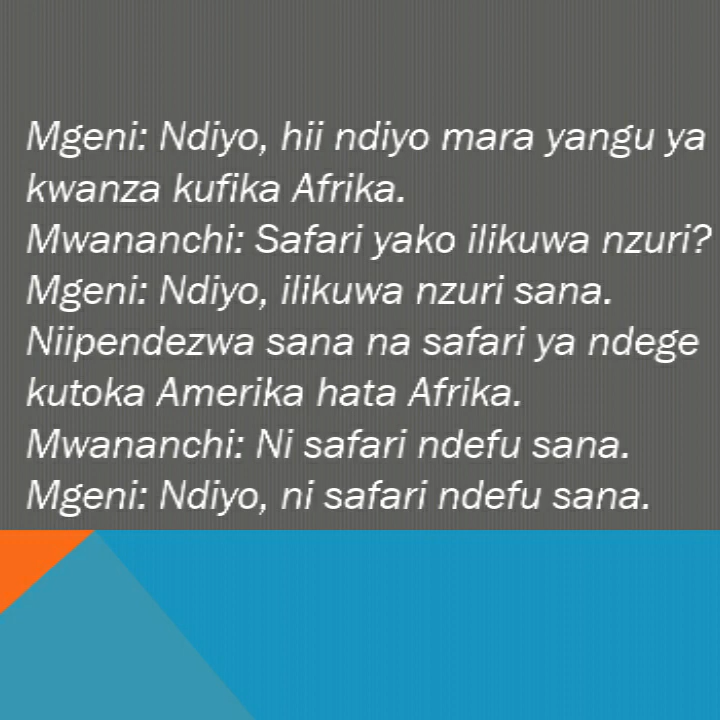 Mgeni: Ndiyo, hii ndiyo mara yangu ya
kwanza kufika Afrika.
Mwananchi: Safari yako ilikuwa nzuri?
Mgeni: Ndiyo, ilikuwa nzuri sana.
Niipendezwa sana na safari ya ndege
kutoka Amerika hata Afrika.
Mwananchi: Ni safari ndefu sana.
Mgeni: Ndiyo, ni safari ndefu sana.